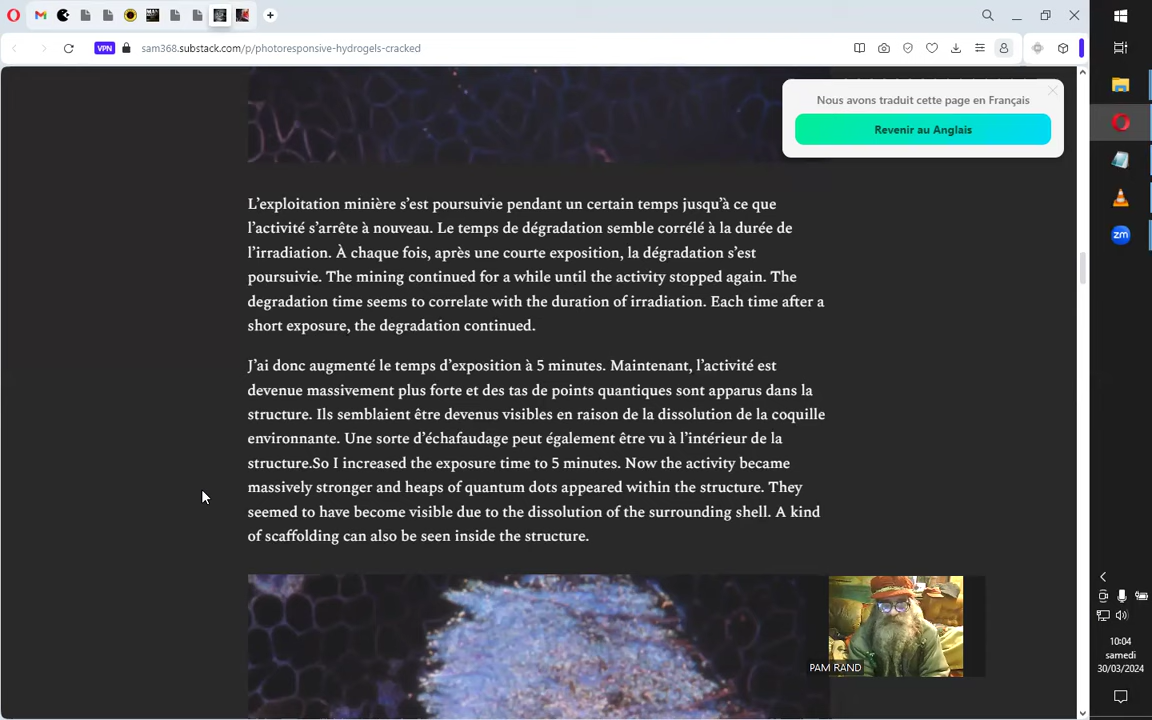 VPN
sam368.substack.com/p/photoresponsive-hydrogels-cracked
Nous avons traduit cette page en Français
Revenir au Anglais
L’exploitation minière s’est poursuivie pendant un certain temps jusqu’à ce que
l’activité s’arrête à nouveau. Le temps de dégradation semble corrélé à la durée de
l’irradiation. À chaque fois, après une courte exposition, la dégradation s’est
poursuivie. The mining continued for a while until the activity stopped again. The
degradation time seems to correlate with the duration of irradiation. Each time after a
short exposure, the degradation continued.
J’ai donc augmenté le temps d’exposition à 5 minutes. Maintenant, l’activité est
devenue massivement plus forte et des tas de points quantiques sont apparus dans la
structure. Ils semblaient être devenus visibles en raison de la dissolution de la coquille
environnante. Une sorte d’échafaudage peut également être vu à l’intérieur de la
structure.So I increased the exposure time to 5 minutes. Now the activity became
massively stronger and heaps of quantum dots appeared within the structure. They
seemed to have become visible due to the dissolution of the surrounding shell. A kind
of scaffolding can also be seen inside the structure.
PAM RAND
zm
10:04
samedi
30/03/2024